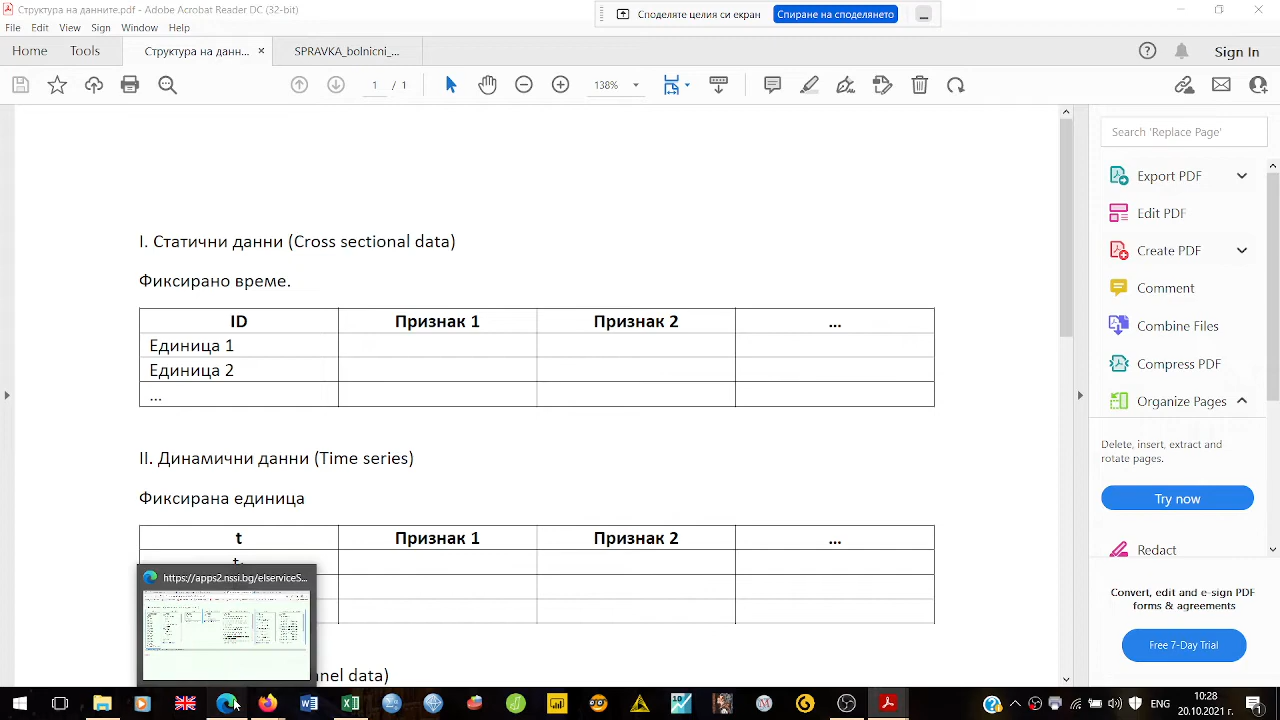 Структура на данните.pdf - Adobe Acrobat Reader DC (32-bit)
Споделяте целия си екран
Спиране на споделянето
File Edit View Sign Window Help
Home Tools Структура на данн... SPRAVKA_bolnicni_... Sign In
1 / 1 138%
I. Статични данни (Cross sectional data)
Фиксирано време.
ID Признак 1 Признак 2 ...
Единица 1
Единица 2
...
II. Динамични данни (Time series)
Фиксирана единица
t Признак 1 Признак 2 ...
https://apps2.nssi.bg/elservice5...
nel data)
Search 'Replace Page'
Export PDF
Edit PDF
Create PDF
Comment
Combine Files
Compress PDF
Organize Pages
Delete, insert, extract and
rotate pages.
Try now
Redact
Convert, edit and e-sign PDF
forms & agreements
Free 7-Day Trial
10
10:28
20.10.2021 г.